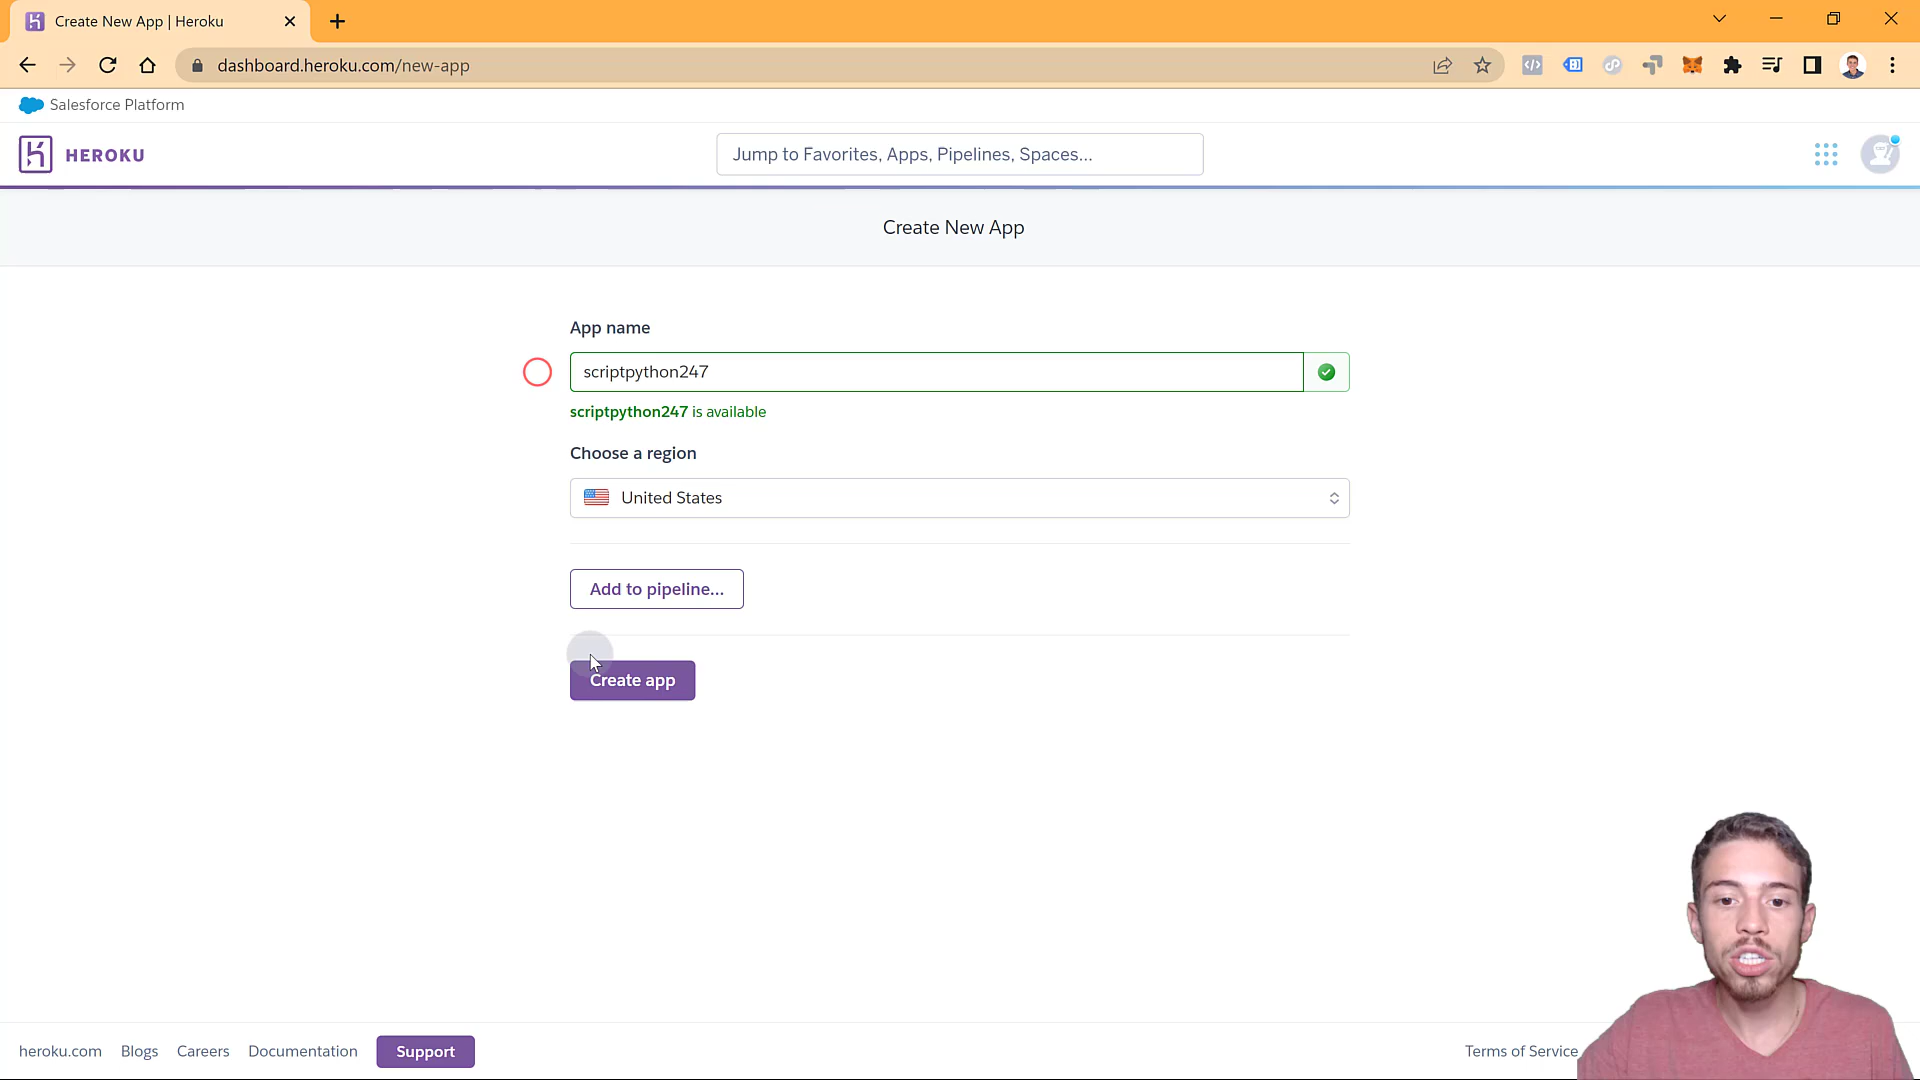 Create New App | Heroku
dashboard.heroku.com/new-app
Salesforce Platform
HEROKU
Jump to Favorites, Apps, Pipelines, Spaces...
Create New App
App name
scriptpython247
scriptpython247 is available
Choose a region
United States
Add to pipeline...
Create app
heroku.com Blogs Careers Documentation Support Terms of Service